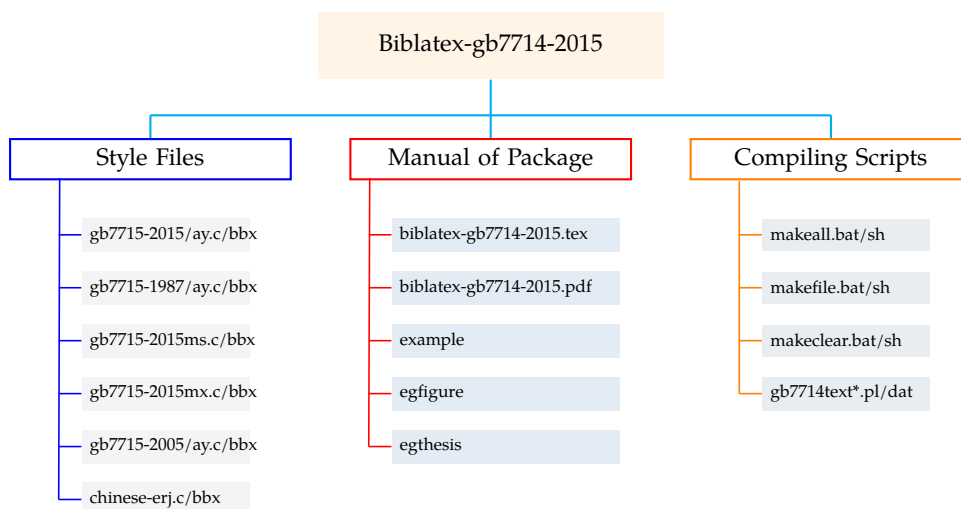 Biblatex-gb7714-2015
Style Files
gb7715-2015/ay.c/bbx
gb7715-1987/ay.c/bbx
gb7715-2015ms.c/bbx
gb7715-2015mx.c/bbx
gb7715-2005/ay.c/bbx
chinese-erj.c/bbx
Manual of Package
biblatex-gb7714-2015.tex
biblatex-gb7714-2015.pdf
example
egfigure
egthesis
Compiling Scripts
makeall.bat/sh
makefile.bat/sh
makeclear.bat/sh
gb7714text*.pl/dat